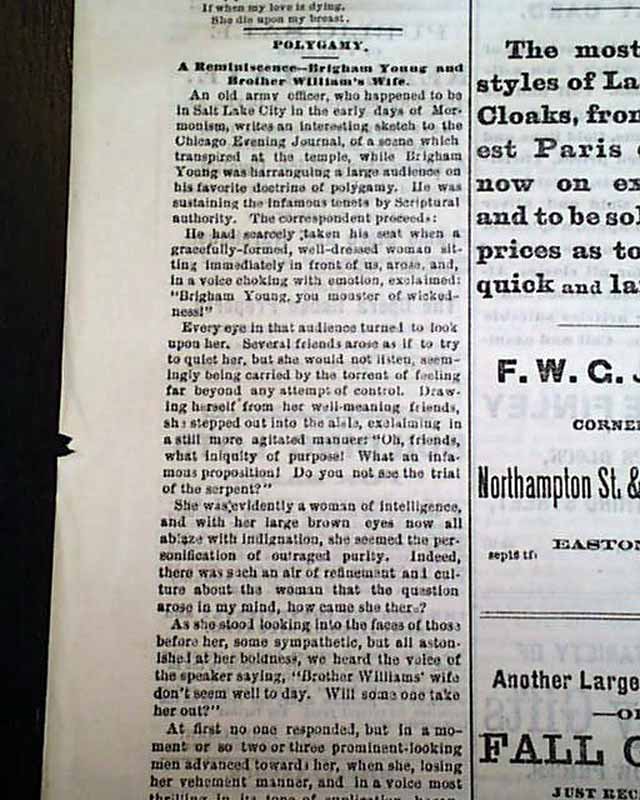 If when my love is dying,
She die upon my breast.
POLYGAMY.
A Reminiscence—Brigham Young and
Brother William's Wife.
An old army officer, who happened to be
in Salt Lake City in the early days of Mor-
monism, writes an interesting sketch to the
Chicago Evening Journal, of a scene which
transpired at the temple, while Brigham
Young was harranguing a large audience on
his favorite doctrine of polygamy. He was
sustaining the infamous tenets by Scriptural
authority. The correspondent proceeds:
He had scarcely taken his seat when a
gracefully-formed, well-dressed woman sit-
ting immediately in front of us, arose, and,
in a voice choking with emotion, exclaimed:
"Brigham Young, you monster of wicked-
ness!"
Every eye in that audience turned to look
upon her. Several friends arose as if to try
to quiet her, but she would not listen, seem-
ingly being carried by the torrent of feeling
far beyond any attempt of control. Draw-
ing herself from her well-meaning friends,
she stepped out into the aisle, exclaiming in
a still more agitated manner: "Oh, friends,
what iniquity of purpose! What an infa-
mous proposition! Do you not see the trial
of the serpent?"
She was evidently a woman of intelligence,
and with her large brown eyes now all
ablaze with indignation, she seemed the per-
sonification of outraged purity. Indeed,
there was such an air of refinement and cul-
ture about the woman that the question
arose in my mind, how came she there?
As she stood looking into the faces of those
before her, some sympathetic, but all aston-
ished at her boldness, we heard the voice of
the speaker saying, "Brother Williams' wife
don't seem well to day. Will some one take
her out?"
At first no one responded, but in a mo-
ment or so two or three prominent-looking
men advanced towards her, when she, losing
her vehement manner, and in a voice most
thrilling in its tone of
The most
styles of La
Cloaks, from
est Paris
now on ex
and to be sol
prices as to
quick and la
F. W. G. J
CORNE
Northampton St. &
EASTON
sept16 tf
Another Large
—OF
FALL
JUST REC